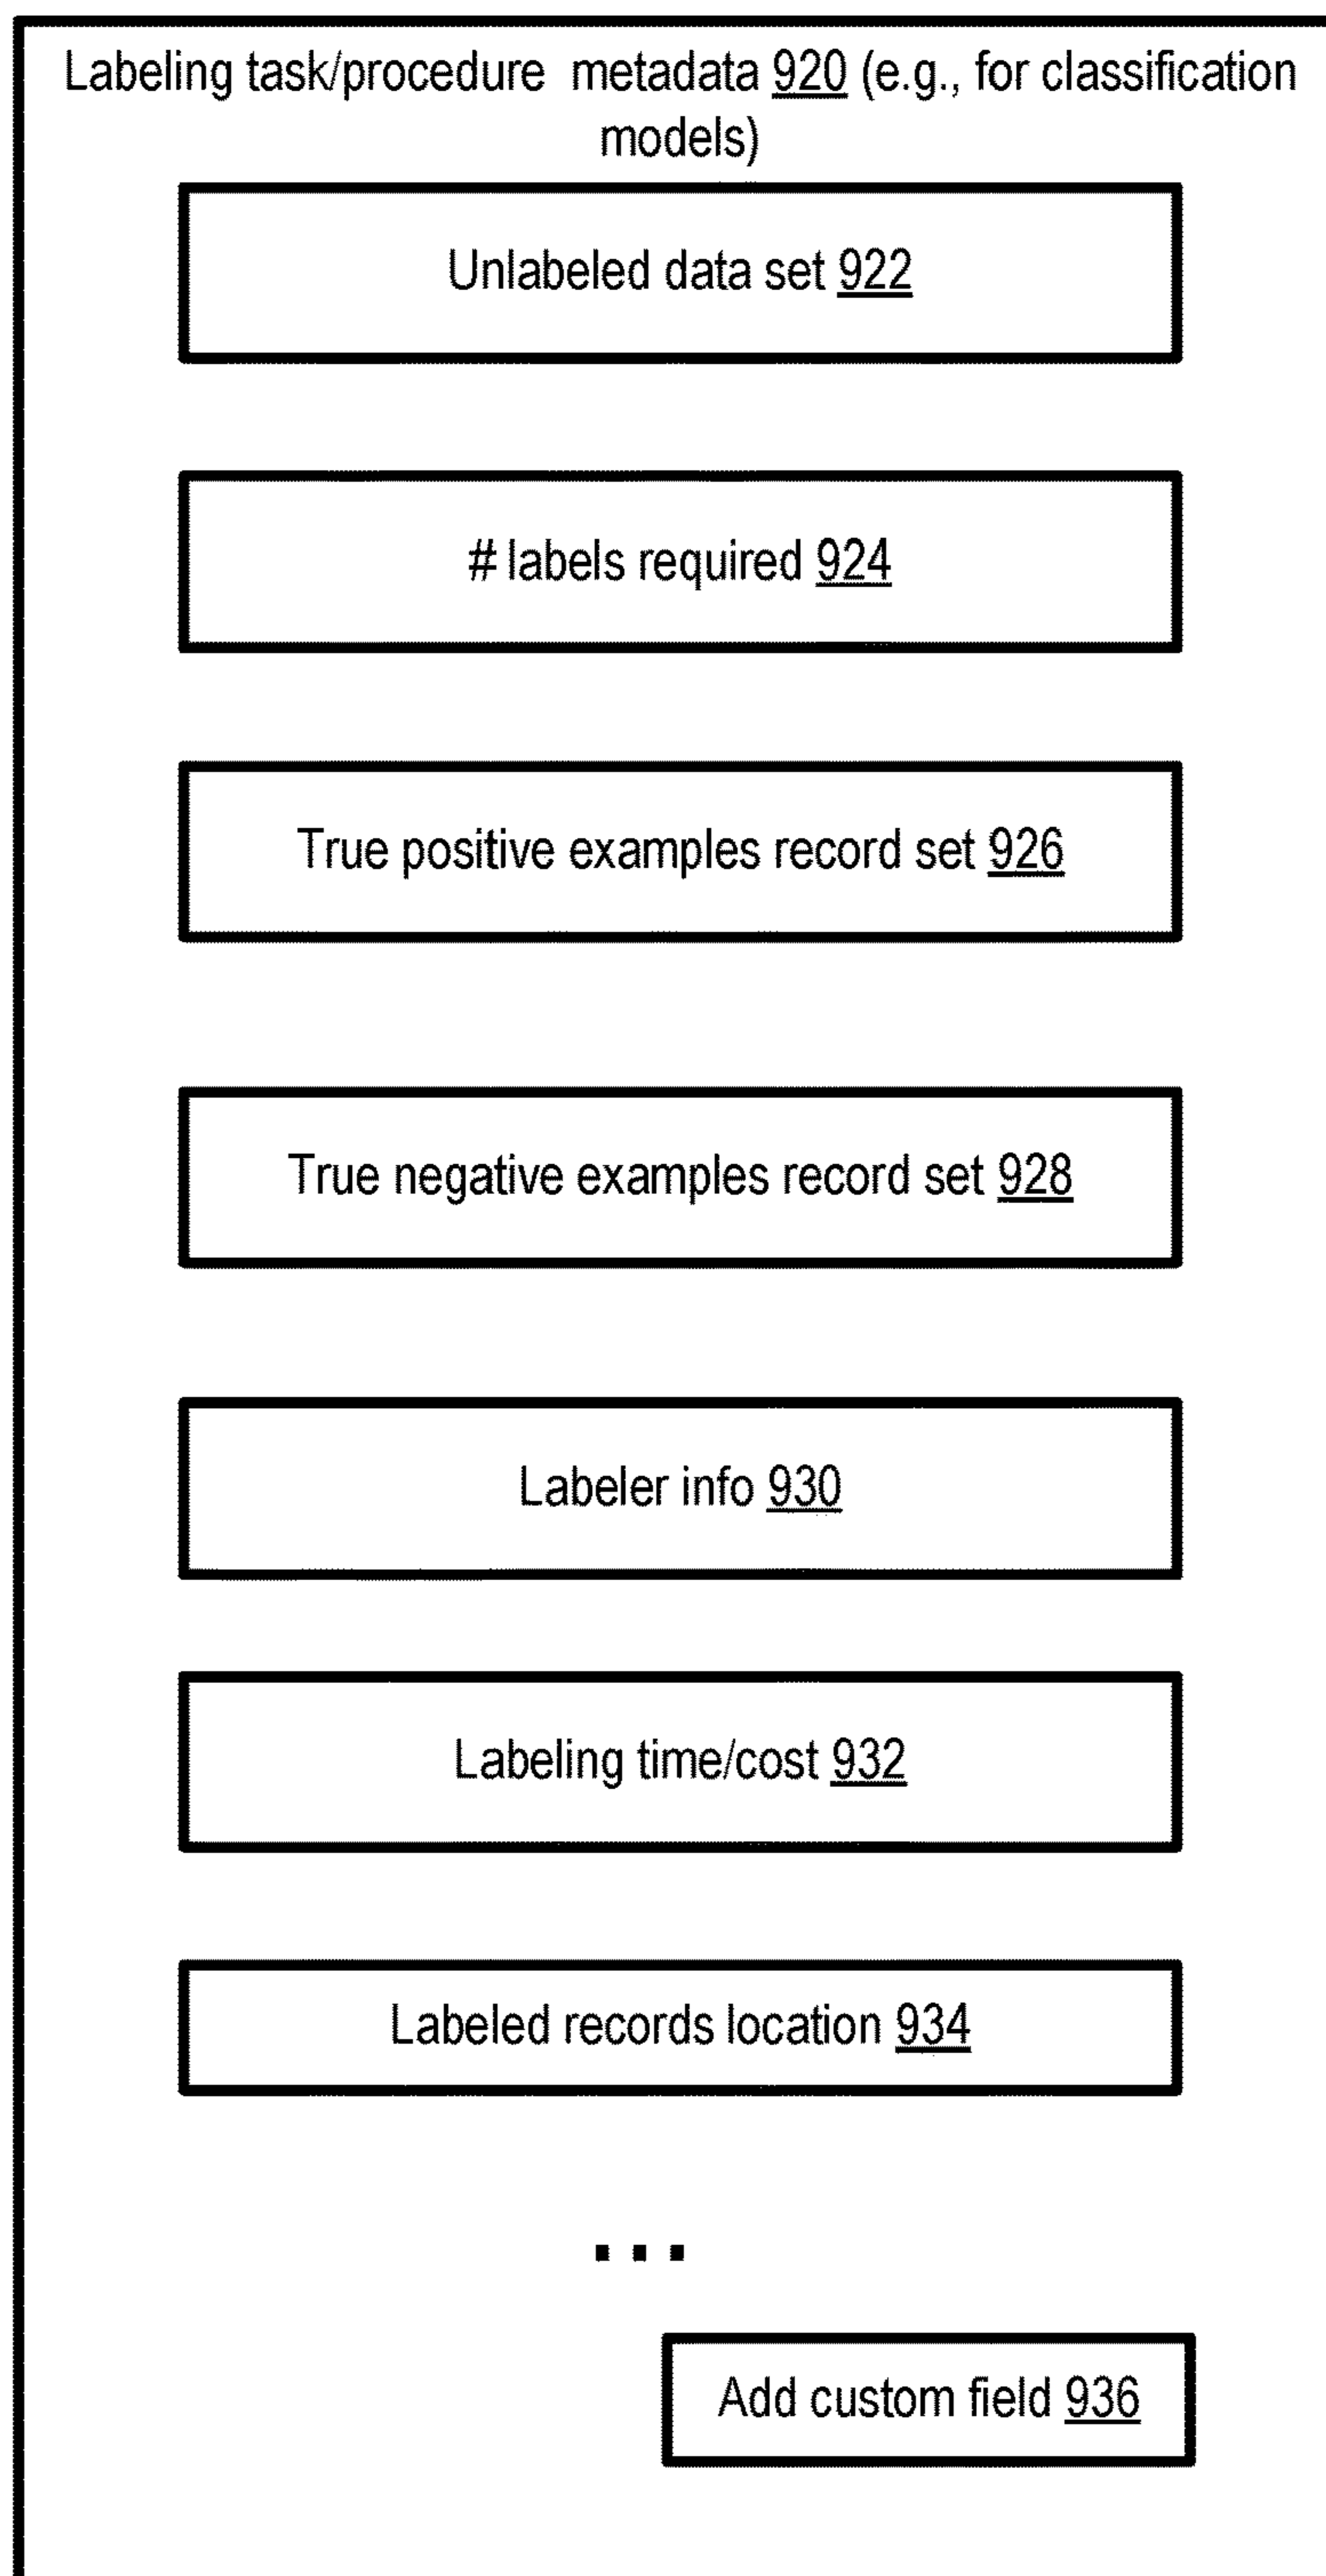 Labeling task/procedure metadata 920 (e.g., for classification
models)
Unlabeled data set 922
# labels required 924
True positive examples record set 926
True negative examples record set 928
Labeler info 930
Labeling time/cost 932
Labeled records location 934
...
Add custom field 936